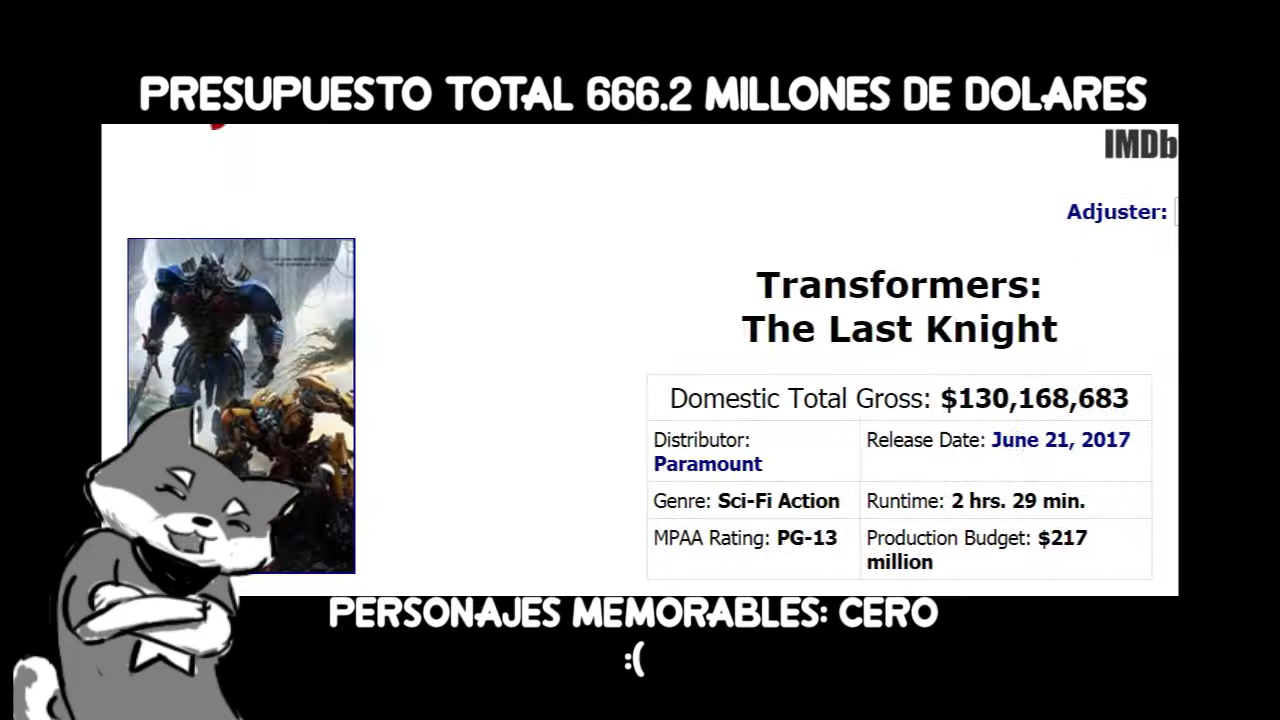 PRESUPUESTO TOTAL 666.2 MILLONES DE DOLARES
IMDb
Adjuster:
Transformers:
The Last Knight
Domestic Total Gross: $130,168,683
Distributor:
Paramount
Release Date: June 21, 2017
Genre: Sci-Fi Action
Runtime: 2 hrs. 29 min.
MPAA Rating: PG-13
Production Budget: $217
million
PERSONAJES MEMORABLES: CERO
:(